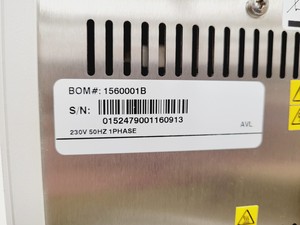 BOM#: 1560001B
S/N:
0152479001160913
230V 50HZ 1PHASE
AVL